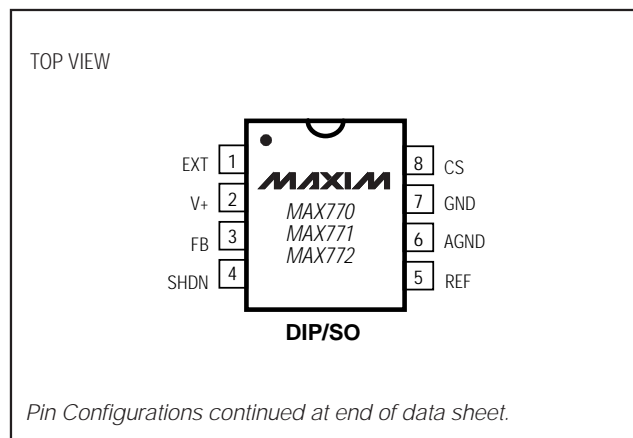 TOP VIEW
EXT 1
V+ 2
FB 3
SHDN 4
MAXIM
MAX770
MAX771
MAX772
8 CS
7 GND
6 AGND
5 REF
DIP/SO
Pin Configurations continued at end of data sheet.